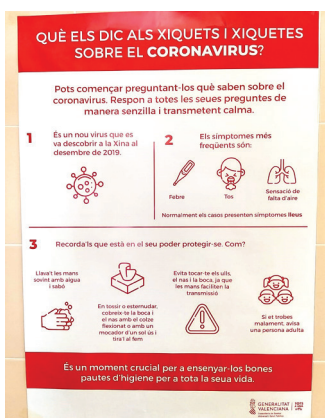 QUÈ ELS DIC ALS XIQUETS I XIQUETES
SOBRE EL CORONAVIRUS?
Pots començar preguntant-los què saben sobre el
coronavirus. Respon a totes les seues preguntes de
manera senzilla i transmetent calma.
1
És un nou virus que es
va descobrir a la Xina al
desembre de 2019.
2
Els símptomes més
freqüents són:
Febre
Tos
Sensació de
falta d'aire
Normalment els casos presenten símptomes lleus
3
Recorda'ls que està en el seu poder protegir-se. Com?
Llava't les mans
sovint amb aigua
i sabó
En tossir o esternudar,
cobreix-te la boca i
el nas amb el colze
flexionat o amb un
mocador d'un sol ús i
tira'l al fem
Evita tocar-te els ulls,
el nas i la boca, ja que
les mans faciliten la
transmissió
Si et trobes
malament, avisa
una persona adulta
És un moment crucial per a ensenyar-los bones
pautes d'higiene per a tota la seua vida.
GENERALITAT
VALENCIANA